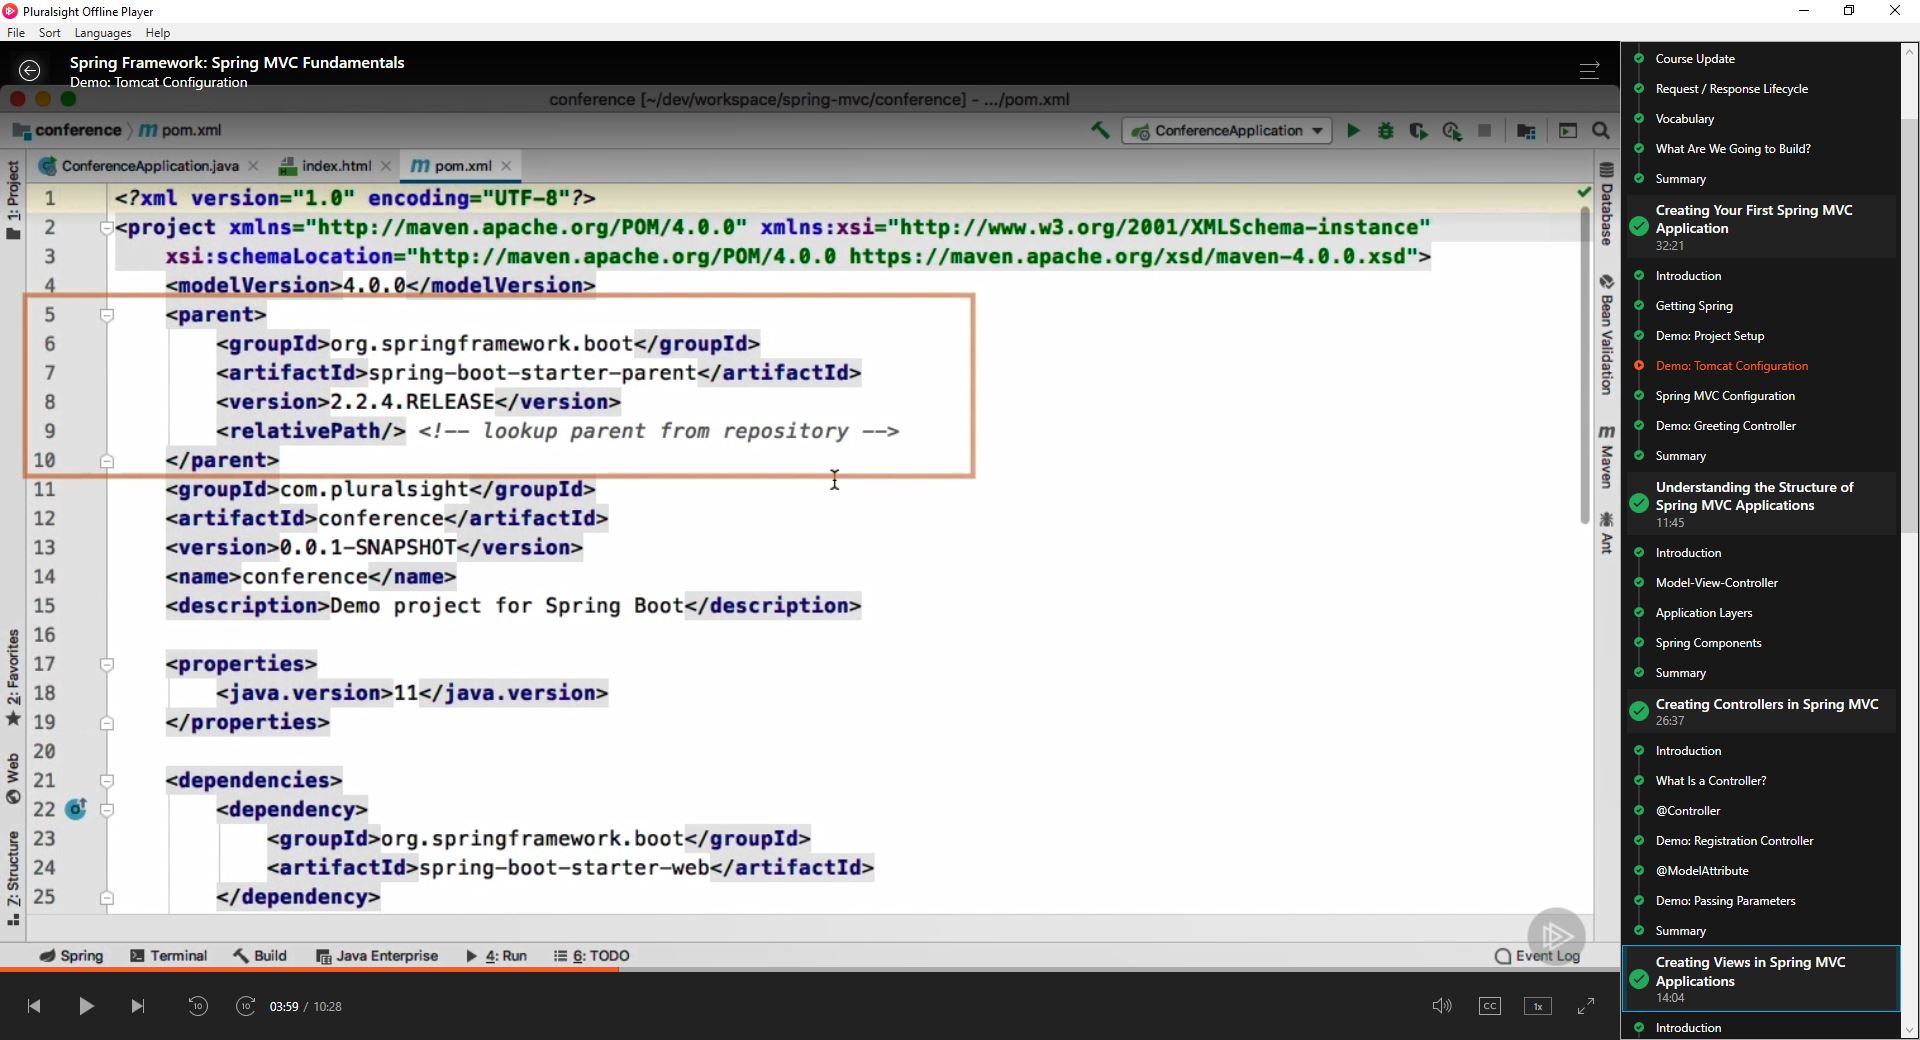 Pluralsight Offline Player
File Sort Languages Help
Spring Framework: Spring MVC Fundamentals
Demo: Tomcat Configuration
conference [~/dev/workspace/spring-mvc/conference] - .../pom.xml
conference pom.xml
ConferenceApplication
ConferenceApplication.java index.html pom.xml
1: Project
2: Favorites
Web
7: Structure
1 <?xml version="1.0" encoding="UTF-8"?>
2 <project xmlns="http://maven.apache.org/POM/4.0.0" xmlns:xsi="http://www.w3.org/2001/XMLSchema-instance"
3 xsi:schemaLocation="http://maven.apache.org/POM/4.0.0 https://maven.apache.org/xsd/maven-4.0.0.xsd">
4 <modelVersion>4.0.0</modelVersion>
5 <parent>
6 <groupId>org.springframework.boot</groupId>
7 <artifactId>spring-boot-starter-parent</artifactId>
8 <version>2.2.4.RELEASE</version>
9 <relativePath/> <!-- lookup parent from repository -->
10 </parent>
11 <groupId>com.pluralsight</groupId>
12 <artifactId>conference</artifactId>
13 <version>0.0.1-SNAPSHOT</version>
14 <name>conference</name>
15 <description>Demo project for Spring Boot</description>
16
17 <properties>
18 <java.version>11</java.version>
19 </properties>
20
21 <dependencies>
22 <dependency>
23 <groupId>org.springframework.boot</groupId>
24 <artifactId>spring-boot-starter-web</artifactId>
25 </dependency>
Database
Bean Validation
Maven
Ant
Spring Terminal Build Java Enterprise 4: Run 6: TODO Event Log
10 10 03:59 / 10:28 CC 1x
Course Update
Request / Response Lifecycle
Vocabulary
What Are We Going to Build?
Summary
Creating Your First Spring MVC
Application
32:21
Introduction
Getting Spring
Demo: Project Setup
Demo: Tomcat Configuration
Spring MVC Configuration
Demo: Greeting Controller
Summary
Understanding the Structure of
Spring MVC Applications
11:45
Introduction
Model-View-Controller
Application Layers
Spring Components
Summary
Creating Controllers in Spring MVC
26:37
Introduction
What Is a Controller?
@Controller
Demo: Registration Controller
@ModelAttribute
Demo: Passing Parameters
Summary
Creating Views in Spring MVC
Applications
14:04
Introduction